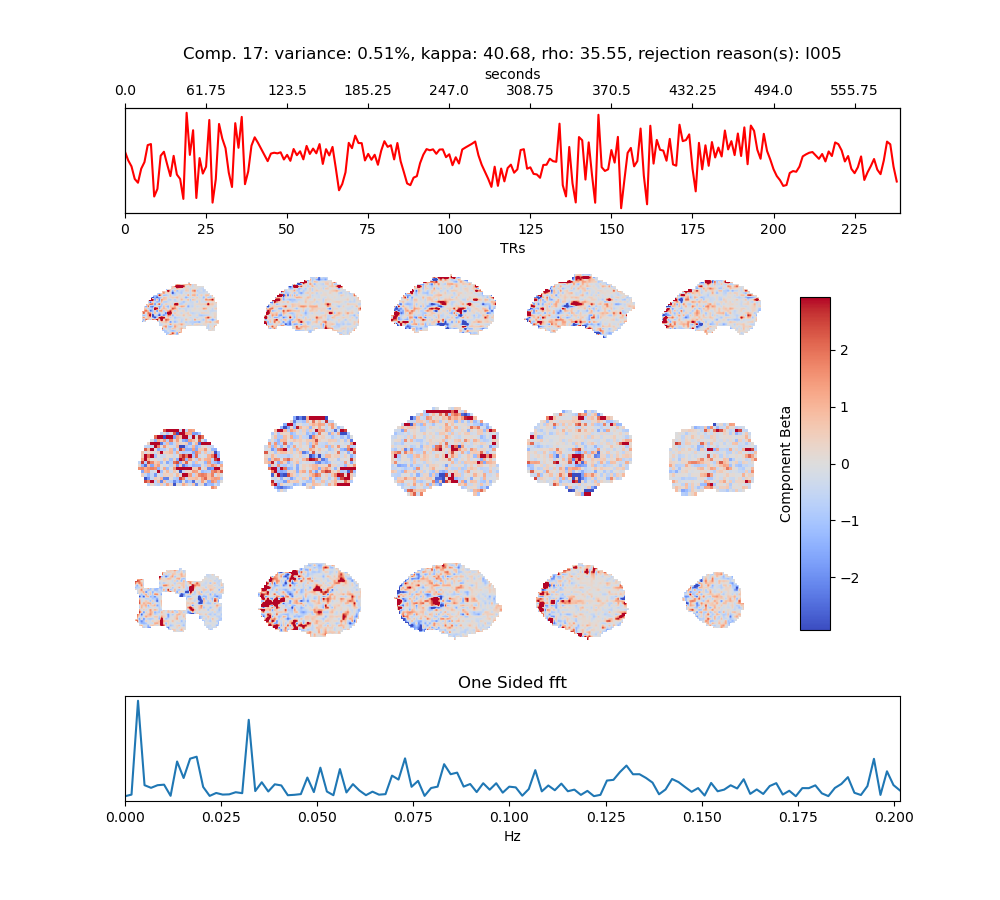 Comp. 17: variance: 0.51%, kappa: 40.68, rho: 35.55, rejection reason(s): I005
seconds
0.0 61.75 123.5 185.25 247.0 308.75 370.5 432.25 494.0 555.75
0 25 50 75 100 125 150 175 200 225
TRs
2
1
0
−1
−2
Component Beta
One Sided fft
0.000 0.025 0.050 0.075 0.100 0.125 0.150 0.175 0.200
Hz